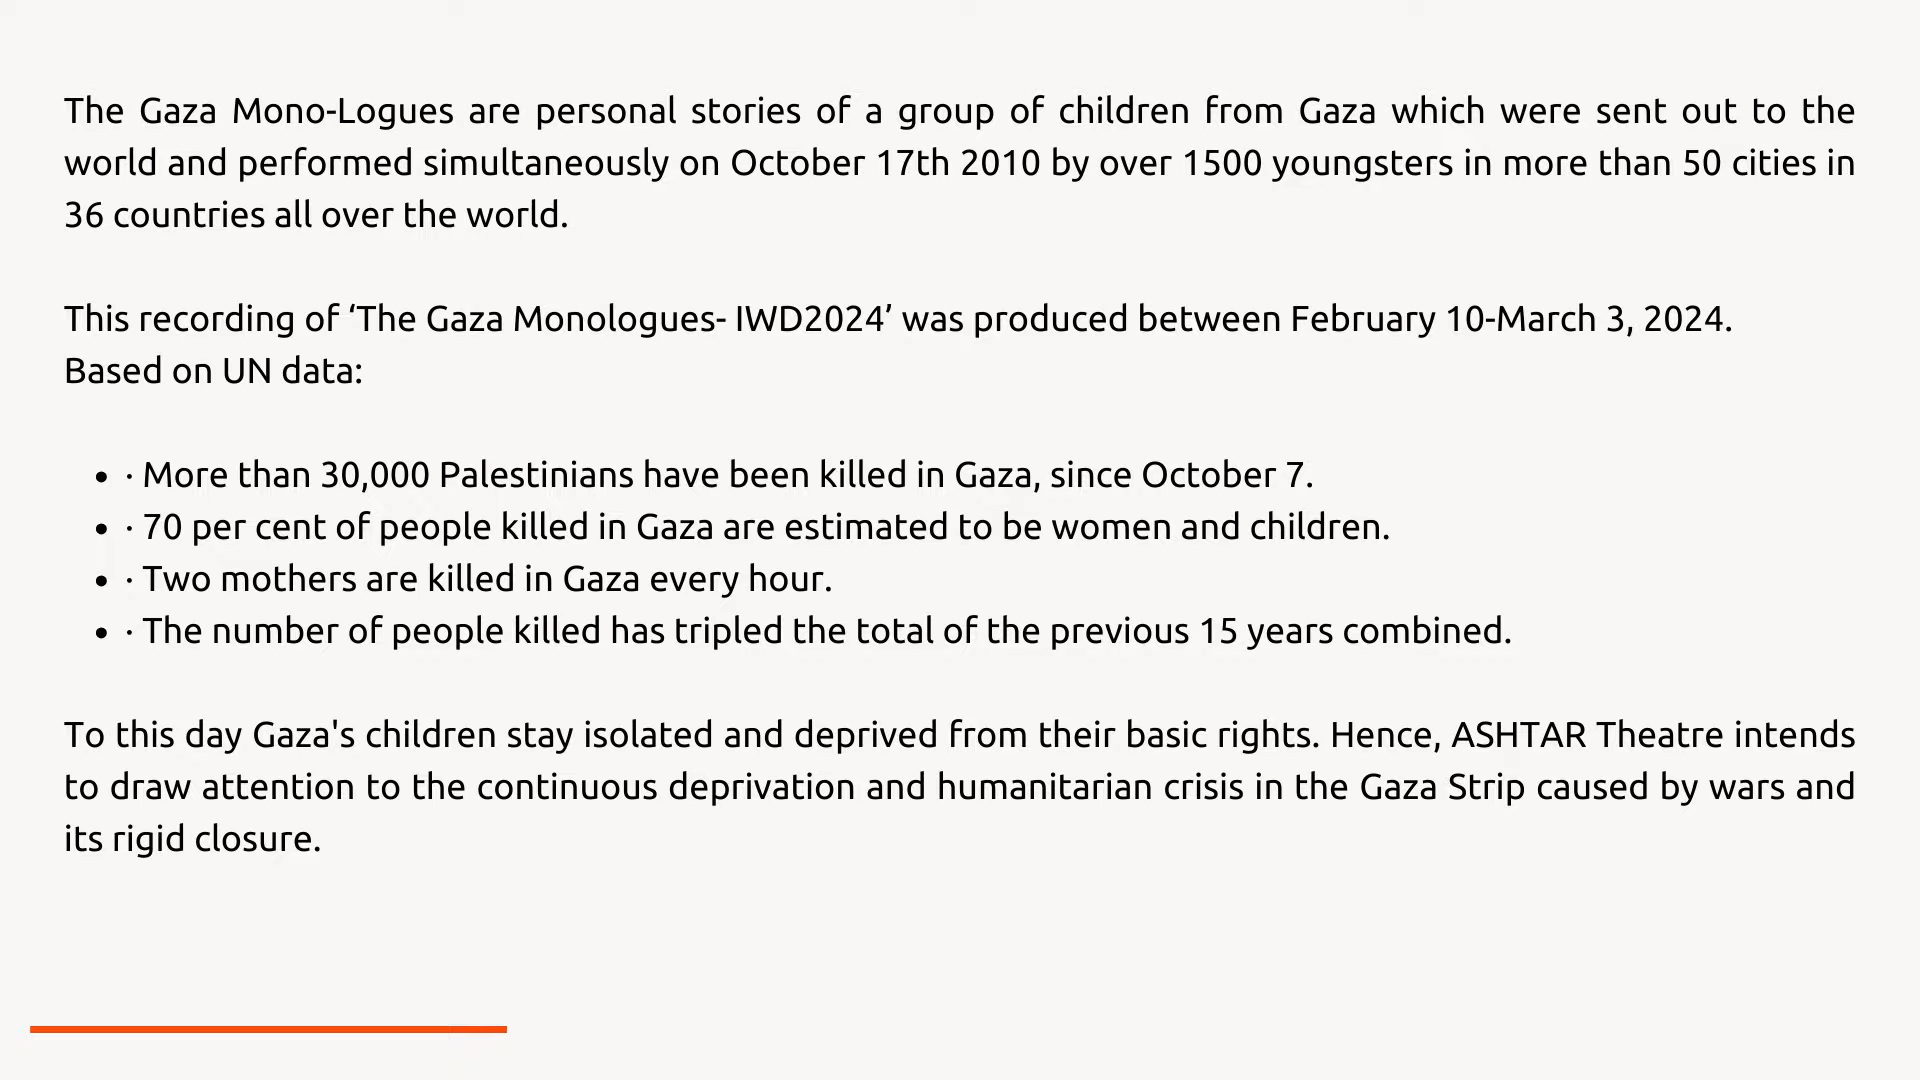 The Gaza Mono-Logues are personal stories of a group of children from Gaza which were sent out to the
world and performed simultaneously on October 17th 2010 by over 1500 youngsters in more than 50 cities in
36 countries all over the world.
This recording of ‘The Gaza Monologues- IWD2024’ was produced between February 10-March 3, 2024.
Based on UN data:
• · More than 30,000 Palestinians have been killed in Gaza, since October 7.
• · 70 per cent of people killed in Gaza are estimated to be women and children.
• · Two mothers are killed in Gaza every hour.
• · The number of people killed has tripled the total of the previous 15 years combined.
To this day Gaza's children stay isolated and deprived from their basic rights. Hence, ASHTAR Theatre intends
to draw attention to the continuous deprivation and humanitarian crisis in the Gaza Strip caused by wars and
its rigid closure.